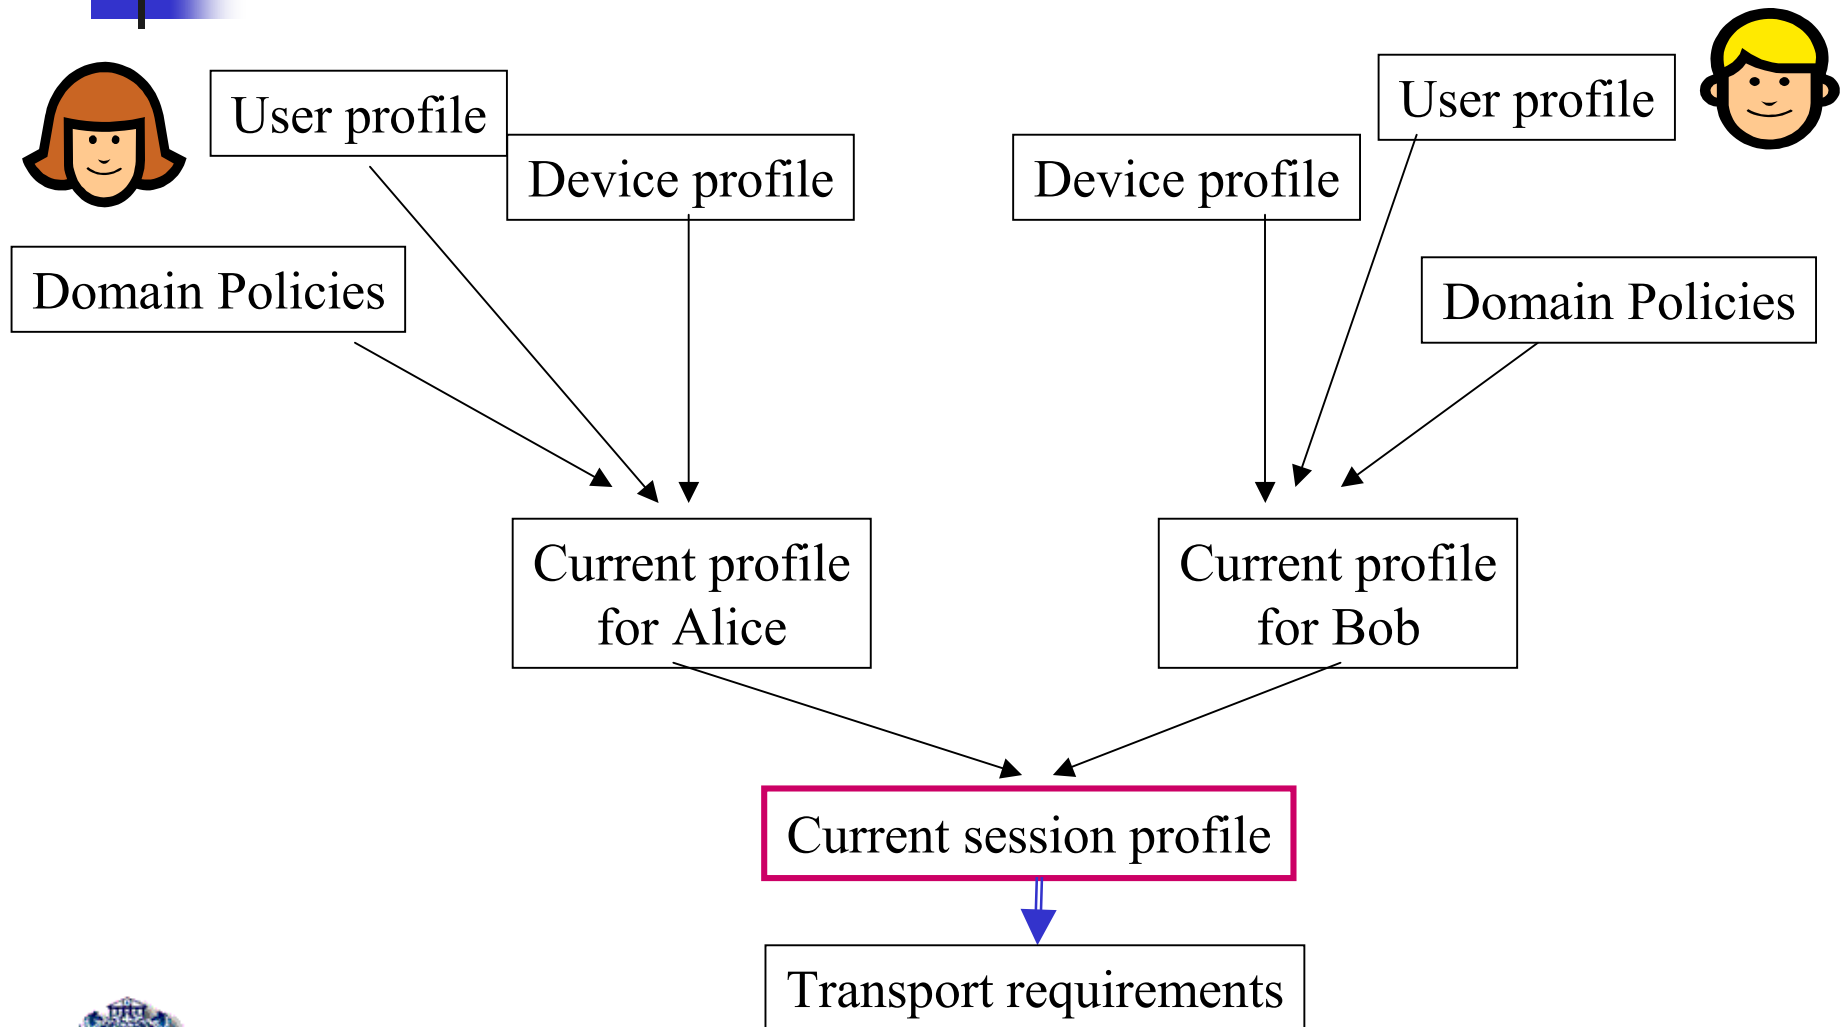 User profile
Device profile
Domain Policies
User profile
Device profile
Domain Policies
Current profile
for Alice
Current profile
for Bob
Current session profile
Transport requirements